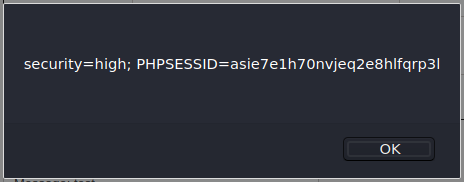 security=high; PHPSESSID=asie7e1h70nvjeq2e8hlfqrp3l
OK